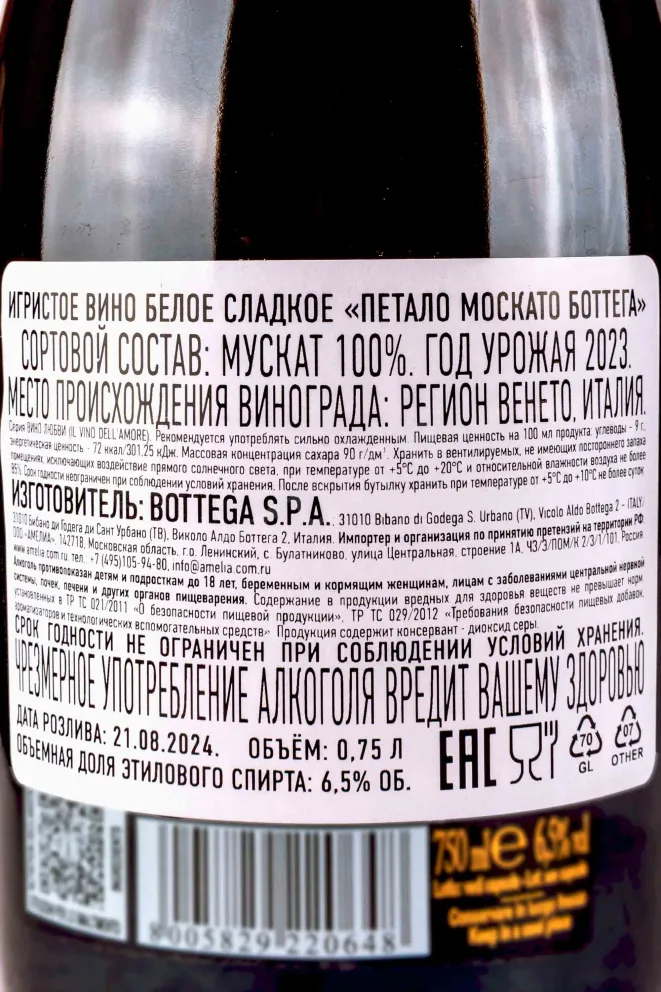 ИГРИСТОЕ ВИНО БЕЛОЕ СЛАДКОЕ «ПЕТАЛО МОСКАТО БОТТЕГА»
СОРТОВОЙ СОСТАВ: МУСКАТ 100%. ГОД УРОЖАЯ 2023.
МЕСТО ПРОИСХОЖДЕНИЯ ВИНОГРАДА: РЕГИОН ВЕНЕТО, ИТАЛИЯ.
Серия ВИНО ЛЮБВИ (IL VINO DELL'AMORE). Рекомендуется употреблять сильно охлажденным. Пищевая ценность на 100 мл продукта: углеводы - 9 г,
энергетическая ценность - 72 ккал/301.25 кДж. Массовая концентрация сахара 90 г/дм³. Хранить в вентилируемых, не имеющих постороннего запаха
помещениях, исключающих воздействие прямого солнечного света, при температуре от +5°C до +20°C и относительной влажности воздуха не более
85%. Срок годности неограничен при соблюдении условий хранения. После вскрытия бутылку хранить при температуре от +5°C до +10°C не более суток
ИЗГОТОВИТЕЛЬ: BOTTEGA S.P.A., 31010 Bibano di Godega S. Urbano (TV), Vicolo Aldo Bottega 2 - ITALY/
31010 Бибано ди Годега ди Сант Урбано (ТВ), Виколо Алдо Боттега 2, Италия. Импортер и организация по принятию претензий на территории РФ:
ООО «АМЕЛИЯ», 142718, Московская область, г.о. Ленинский, с. Булатниково, улица Центральная, строение 1А, ЧЭ/Э/ПОМ/К 2/3/1/101, Россия
www.amelia.com.ru тел. +7(495)105-94-80, info@amelia.com.ru
Алкоголь противопоказан детям и подросткам до 18 лет, беременным и кормящим женщинам, лицам с заболеваниями центральной нервной
системы, почек, печени и других органов пищеварения. Содержание в продукции вредных для здоровья веществ не превышает норм,
установленных в ТР ТС 021/2011 «О безопасности пищевой продукции», ТР ТС 029/2012 «Требования безопасности пищевых добавок,
ароматизаторов и технологических вспомогательных средств» Продукция содержит консервант - диоксид серы.
СРОК ГОДНОСТИ НЕ ОГРАНИЧЕН ПРИ СОБЛЮДЕНИИ УСЛОВИЙ ХРАНЕНИЯ.
ЧРЕЗМЕРНОЕ УПОТРЕБЛЕНИЕ АЛКОГОЛЯ ВРЕДИТ ВАШЕМУ ЗДОРОВЬЮ
ДАТА РОЗЛИВА: 21.08.2024. ОБЪЁМ: 0,75 Л
ОБЪЕМНАЯ ДОЛЯ ЭТИЛОВОГО СПИРТА: 6,5% ОБ.
EAC
70
GL
07
OTHER
750 ml e 6,5% vol
8 005829 220648